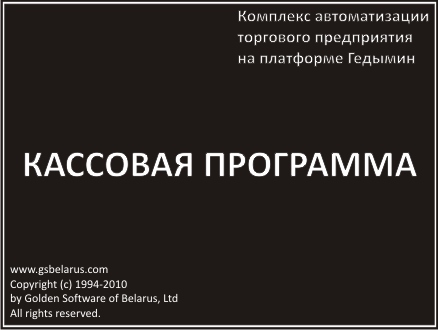 Комплекс автоматизации
торгового предприятия
на платформе Гедымин
КАССОВАЯ ПРОГРАММА
www.gsbelarus.com
Copyright (c) 1994-2010
by Golden Software of Belarus, Ltd
All rights reserved.